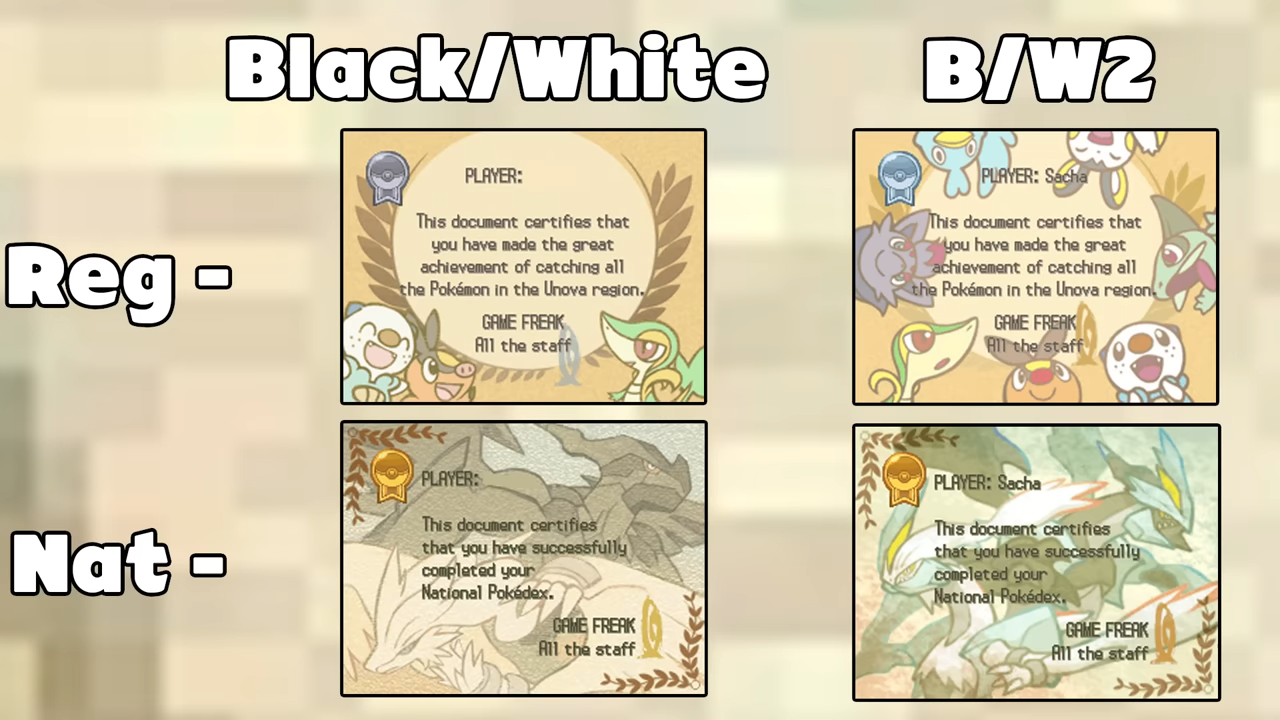 Black/White
B/W2
Reg -
PLAYER:
This document certifies that
you have made the great
achievement of catching all
the Pokémon in the Unova region.
GAME FREAK
All the staff
PLAYER: Sacha
This document certifies that
you have made the great
achievement of catching all
the Pokémon in the Unova region.
GAME FREAK
All the staff
Nat -
PLAYER:
This document certifies
that you have successfully
completed your
National Pokédex.
GAME FREAK
All the staff
PLAYER: Sacha
This document certifies
that you have successfully
completed your
National Pokédex.
GAME FREAK
All the staff